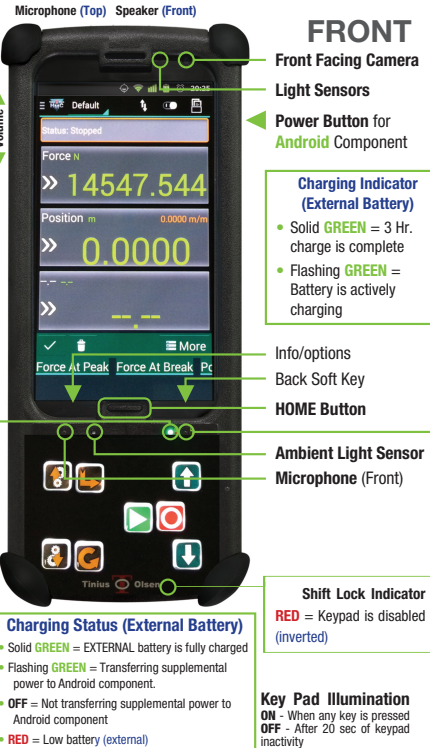 Microphone (Top) Speaker (Front)
FRONT
Front Facing Camera
Light Sensors
Power Button for
Android Component
Volume
20:25
HMC Default
Status: Stopped
Force N
» 14547.544
Position m 0.0000 m/m
» 0.0000
-.- --.-
» --.--
More
Force At Peak Force At Break Po
Charging Indicator
(External Battery)
• Solid GREEN = 3 Hr.
charge is complete
• Flashing GREEN =
Battery is actively
charging
Info/options
Back Soft Key
HOME Button
Ambient Light Sensor
Microphone (Front)
Tinius Olsen
Shift Lock Indicator
RED = Keypad is disabled
(inverted)
Charging Status (External Battery)
• Solid GREEN = EXTERNAL battery is fully charged
• Flashing GREEN = Transferring supplemental
power to Android component.
• OFF = Not transferring supplemental power to
Android component
• RED = Low battery (external)
Key Pad Illumination
ON - When any key is pressed
OFF - After 20 sec of keypad
inactivity